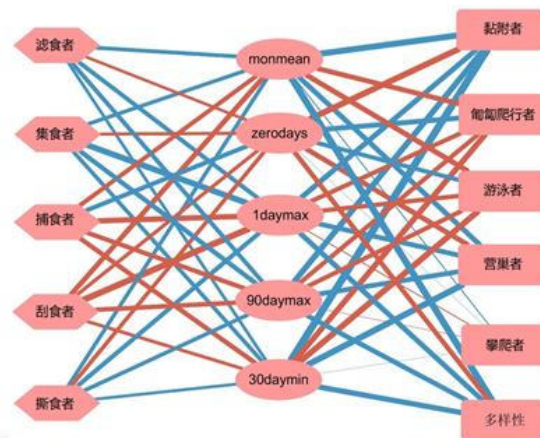 滤食者
集食者
捕食者
刮食者
撕食者
monmean
zerodays
1daymax
90daymax
30daymin
黏附者
匍匐爬行者
游泳者
营巢者
攀爬者
多样性